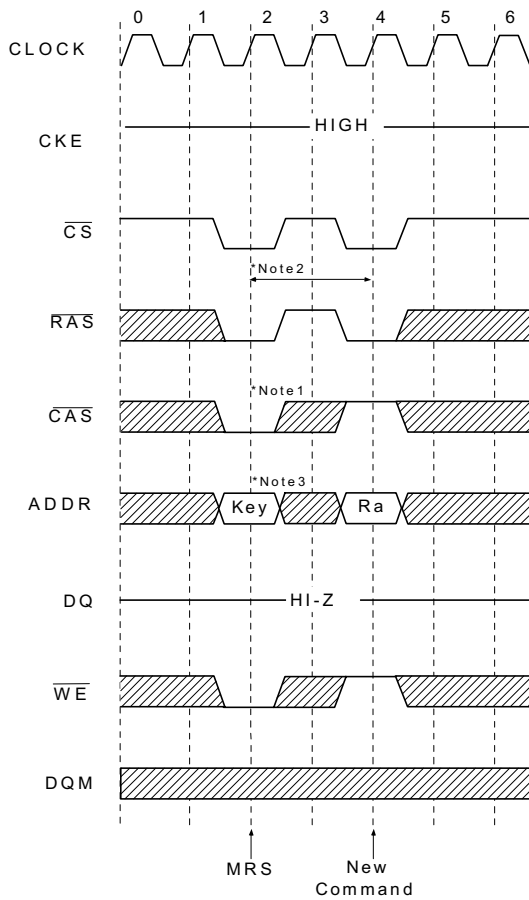 0 1 2 3 4 5 6
CLOCK
HIGH
CKE
CS
*Note2
RAS
*Note1
CAS
*Note3
ADDR Key Ra
DQ HI-Z
WE
DQM
MRS New
Command